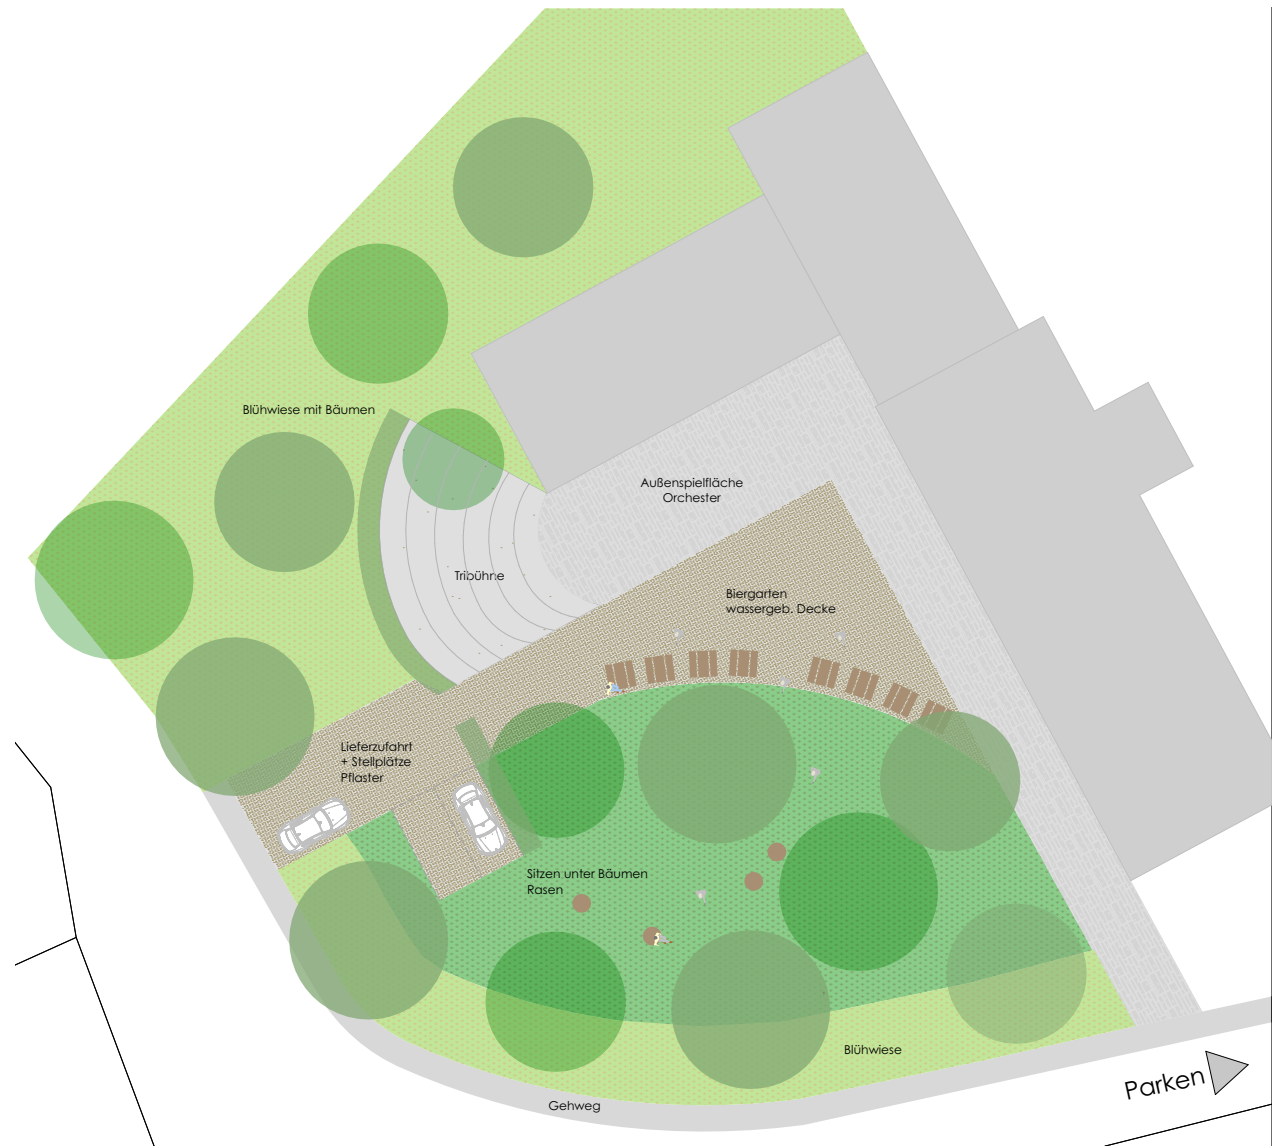 Blühwiese mit Bäumen
Außenspielfläche
Orchester
Tribühne
Biergarten
wassergeb. Decke
Lieferzufahrt
+ Stellplätze
Pflaster
Sitzen unter Bäumen
Rasen
Blühwiese
Gehweg
Parken